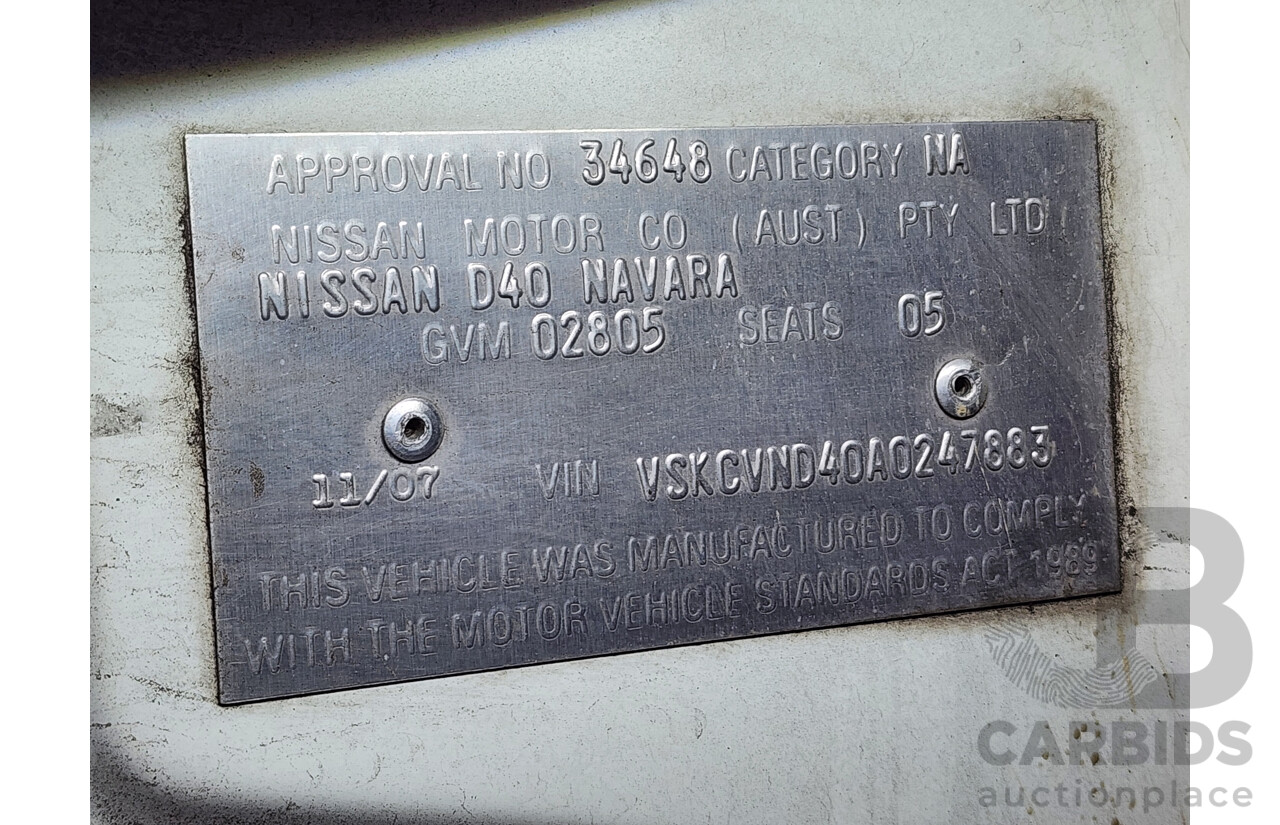 APPROVAL NO 34648 CATEGORY NA
NISSAN MOTOR CO (AUST) PTY LTD
NISSAN D40 NAVARA
GVM 02805 SEATS 05
11/07 VIN VSKCVND40A0247883
THIS VEHICLE WAS MANUFACTURED TO COMPLY
WITH THE MOTOR VEHICLE STANDARDS ACT 1989
CARBIDS
auctionplace